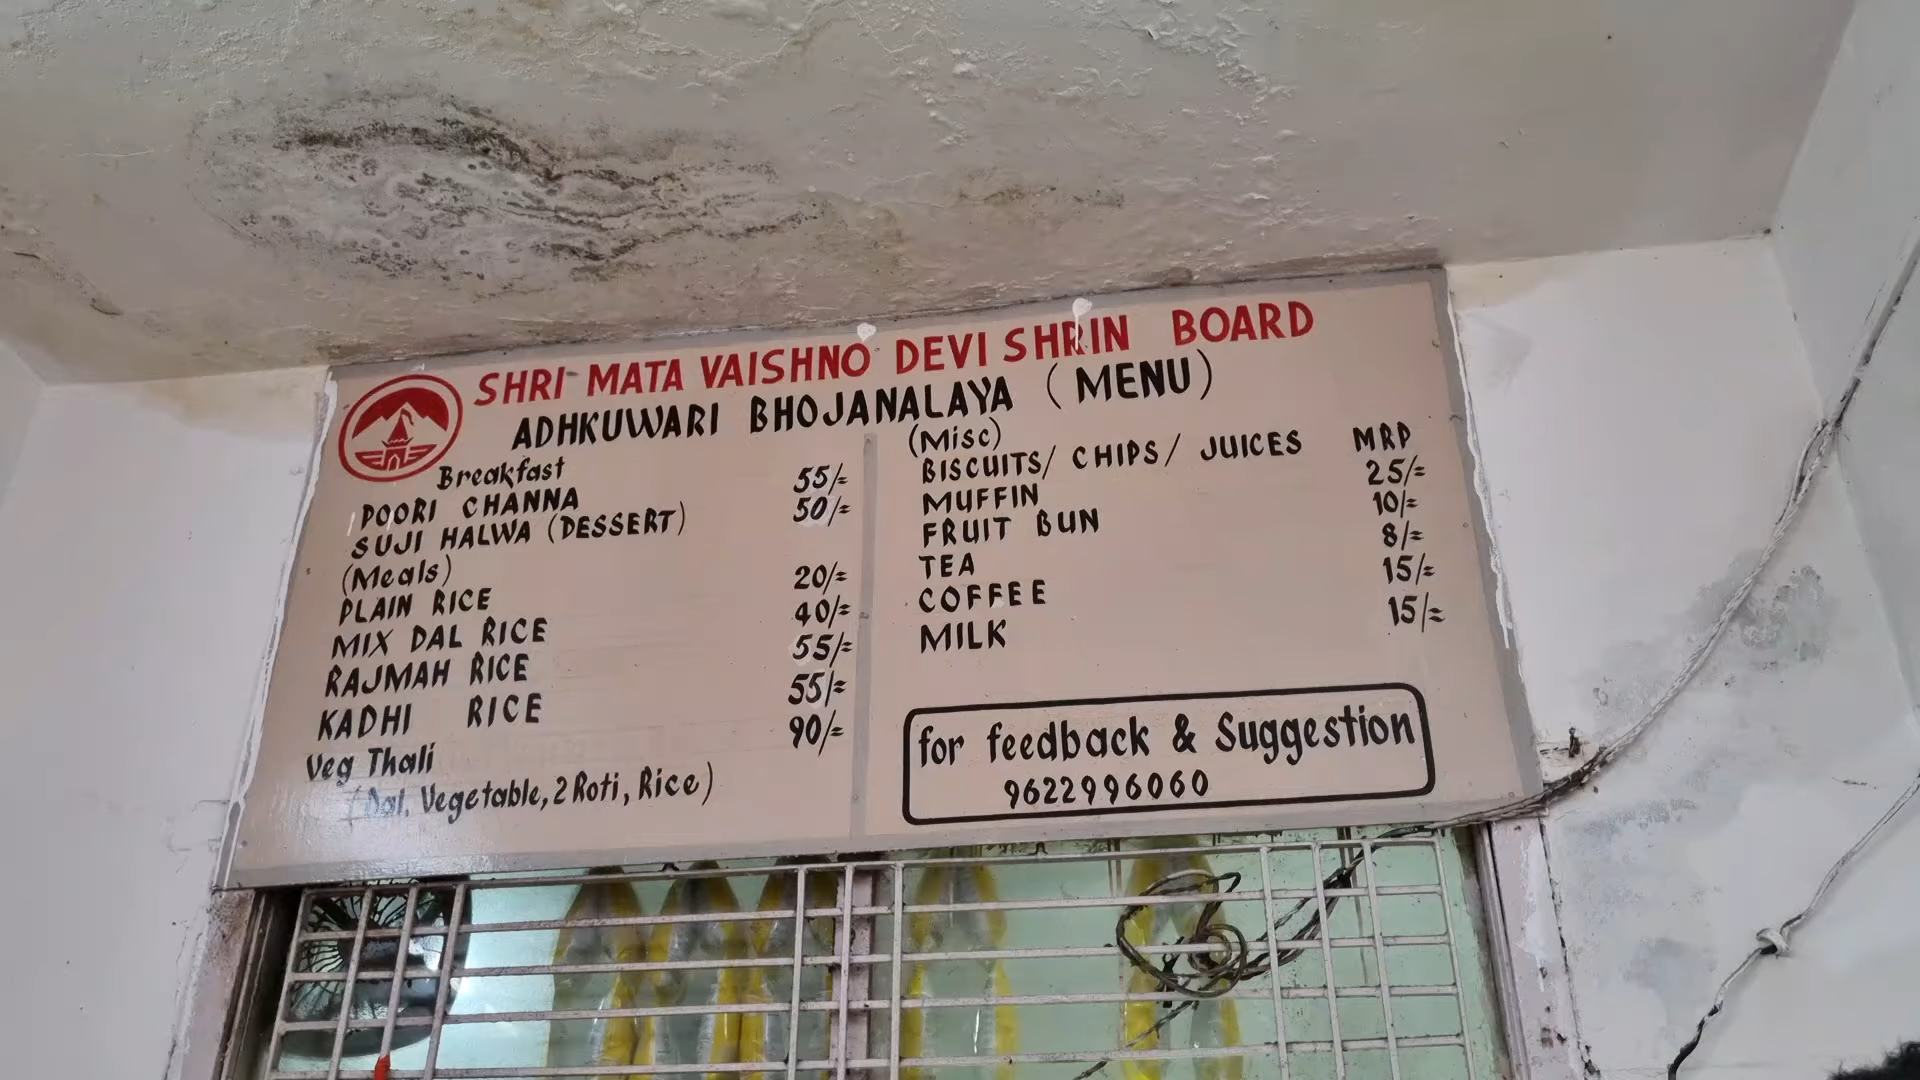 SHRI MATA VAISHNO DEVI SHRIN BOARD
ADHKUWARI BHOJANALAYA (MENU)
Breakfast
POORI CHANNA 55/=
SUJI HALWA (DESSERT) 50/=
(Meals)
PLAIN RICE 20/=
MIX DAL RICE 40/=
RAJMAH RICE 55/=
KADHI RICE 55/=
Veg Thali 90/=
(Dal, Vegetable, 2 Roti, Rice)
(Misc)
BISCUITS/ CHIPS/ JUICES MRP
MUFFIN 25/=
FRUIT BUN 10/=
TEA 8/=
COFFEE 15/=
MILK 15/=
for feedback & Suggestion
9622996060